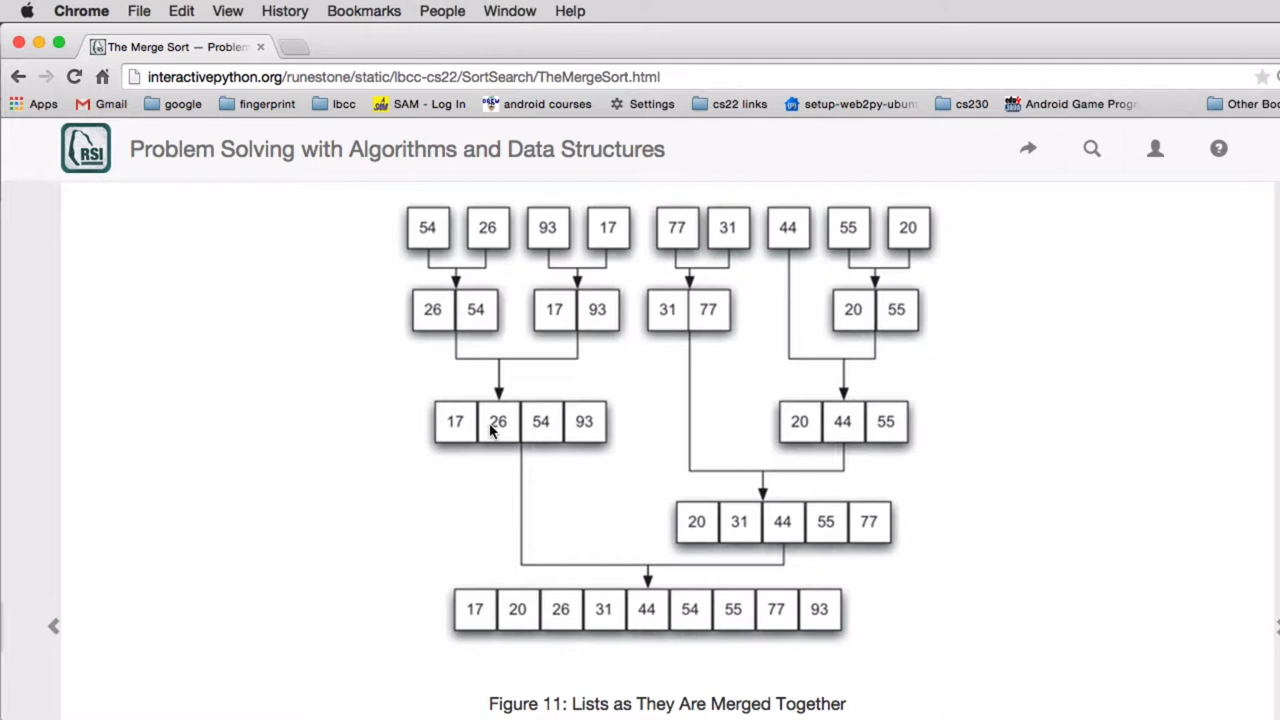 Chrome File Edit View History Bookmarks People Window Help
The Merge Sort — Problem
interactivepython.org/runestone/static/lbcc-cs22/SortSearch/TheMergeSort.html
Apps Gmail google fingerprint lbcc SAM - Log In android courses Settings cs22 links setup-web2py-ubun cs230 Android Game Prog Other Boo
RSI Problem Solving with Algorithms and Data Structures
54 26 93 17 77 31 44 55 20
26 54 17 93 31 77 20 55
17 26 54 93 20 44 55
20 31 44 55 77
17 20 26 31 44 54 55 77 93
Figure 11: Lists as They Are Merged Together